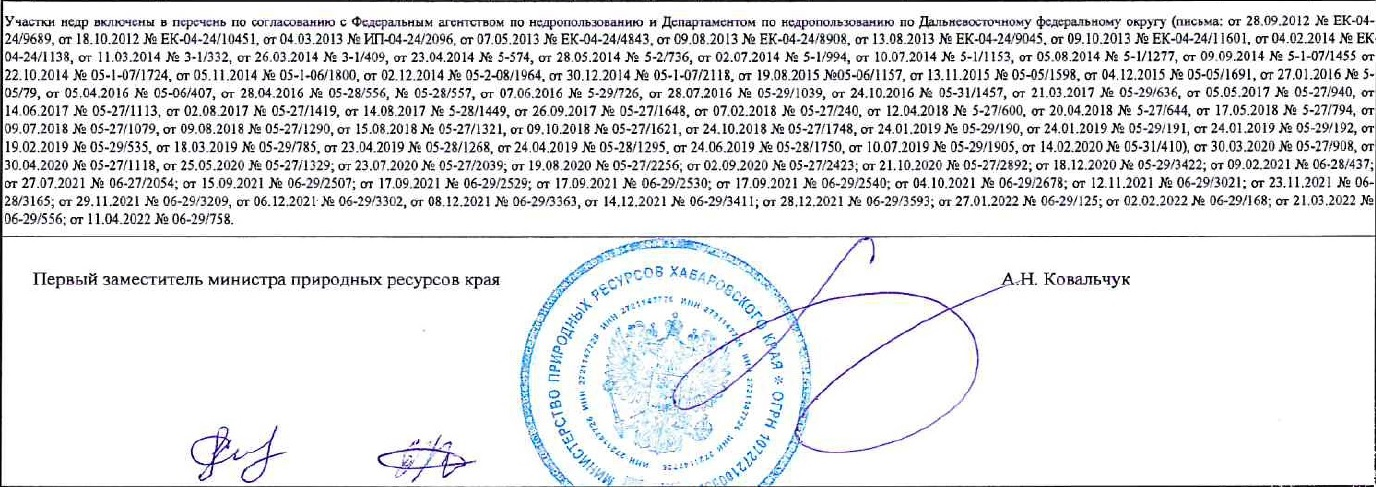 Участки недр включены в перечень по согласованию с Федеральным агентством по недропользованию и Департаментом по недропользованию по Дальневосточному федеральному округу (письма: от 28.09.2012 № ЕК-04-
24/9689, от 18.10.2012 № ЕК-04-24/10451, от 04.03.2013 № ИП-04-24/2096, от 07.05.2013 № ЕК-04-24/4843, от 09.08.2013 № ЕК-04-24/8908, от 13.08.2013 № ЕК-04-24/9045, от 09.10.2013 № ЕК-04-24/11601, от 04.02.2014 № ЕК-
04-24/1138, от 11.03.2014 № 3-1/332, от 26.03.2014 № 3-1/409, от 23.04.2014 № 5-574, от 28.05.2014 № 5-2/736, от 02.07.2014 № 5-1/994, от 10.07.2014 № 5-1/1153, от 05.08.2014 № 5-1/1277, от 09.09.2014 № 5-1-07/1455 от
22.10.2014 № 05-1-07/1724, от 05.11.2014 № 05-1-06/1800, от 02.12.2014 № 05-2-08/1964, от 30.12.2014 № 05-1-07/2118, от 19.08.2015 №05-06/1157, от 13.11.2015 № 05-05/1598, от 04.12.2015 № 05-05/1691, от 27.01.2016 № 5-
05/79, от 05.04.2016 № 05-06/407, от 28.04.2016 № 05-28/556, № 05-28/557, от 07.06.2016 № 5-29/726, от 28.07.2016 № 05-29/1039, от 24.10.2016 № 05-31/1457, от 21.03.2017 № 05-29/636, от 05.05.2017 № 05-27/940, от
14.06.2017 № 05-27/1113, от 02.08.2017 № 05-27/1419, от 14.08.2017 № 5-28/1449, от 26.09.2017 № 05-27/1648, от 07.02.2018 № 05-27/240, от 12.04.2018 № 5-27/600, от 20.04.2018 № 5-27/644, от 17.05.2018 № 5-27/794, от
09.07.2018 № 05-27/1079, от 09.08.2018 № 05-27/1290, от 15.08.2018 № 05-27/1321, от 09.10.2018 № 05-27/1621, от 24.10.2018 № 05-27/1748, от 24.01.2019 № 05-29/190, от 24.01.2019 № 05-29/191, от 24.01.2019 № 05-29/192, от
19.02.2019 № 05-29/535, от 18.03.2019 № 05-29/785, от 23.04.2019 № 05-28/1268, от 24.04.2019 № 05-28/1295, от 24.06.2019 № 05-28/1750, от 10.07.2019 № 05-29/1905, от 14.02.2020 № 05-31/410), от 30.03.2020 № 05-27/908, от
30.04.2020 № 05-27/1118, от 25.05.2020 № 05-27/1329; от 23.07.2020 № 05-27/2039; от 19.08.2020 № 05-27/2256; от 02.09.2020 № 05-27/2423; от 21.10.2020 № 05-27/2892; от 18.12.2020 № 05-29/3422; от 09.02.2021 № 06-28/437;
от 27.07.2021 № 06-27/2054; от 15.09.2021 № 06-29/2507; от 17.09.2021 № 06-29/2529; от 17.09.2021 № 06-29/2530; от 17.09.2021 № 06-29/2540; от 04.10.2021 № 06-29/2678; от 12.11.2021 № 06-29/3021; от 23.11.2021 № 06-
28/3165; от 29.11.2021 № 06-29/3209, от 06.12.2021 № 06-29/3302, от 08.12.2021 № 06-29/3363, от 14.12.2021 № 06-29/3411; от 28.12.2021 № 06-29/3593; от 27.01.2022 № 06-29/125; от 02.02.2022 № 06-29/168; от 21.03.2022 №
06-29/556; от 11.04.2022 № 06-29/758.
Первый заместитель министра природных ресурсов края А.Н. Ковальчук
МИНИСТЕРСТВО ПРИРОДНЫХ РЕСУРСОВ ХАБАРОВСКОГО КРАЯ * ОГРН
ИНН 2721147726 ИНН 2721147726 ИНН 2721147726